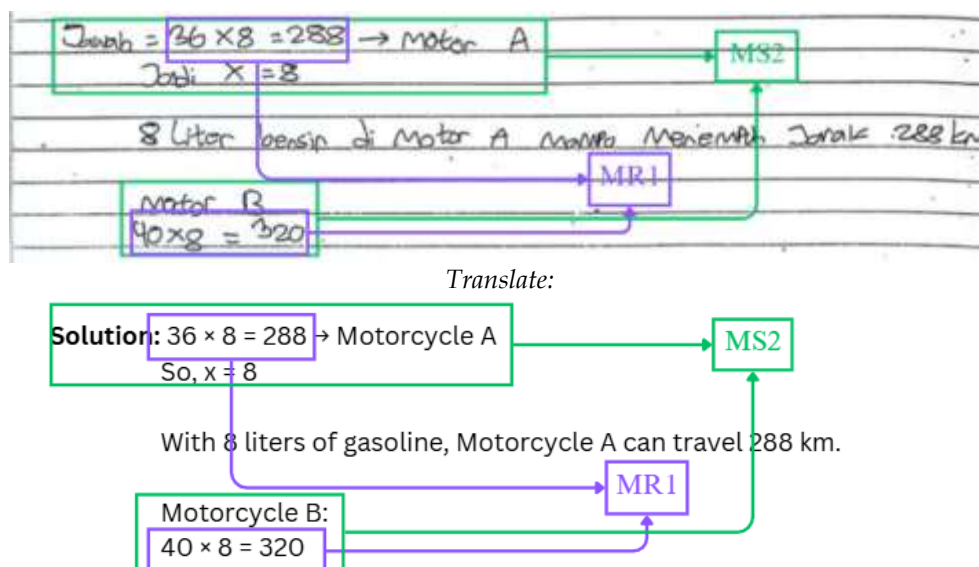 Jawab = 36 × 8 = 288 → Motor A
MS2
Jadi X = 8
8 Liter bensin di Motor A mampu Menempuh Jarak 288 km
MR1
Motor B
40×8 = 320
Translate:
Solution: 36 × 8 = 288 → Motorcycle A
MS2
So, x = 8
With 8 liters of gasoline, Motorcycle A can travel 288 km.
MR1
Motorcycle B:
40 × 8 = 320